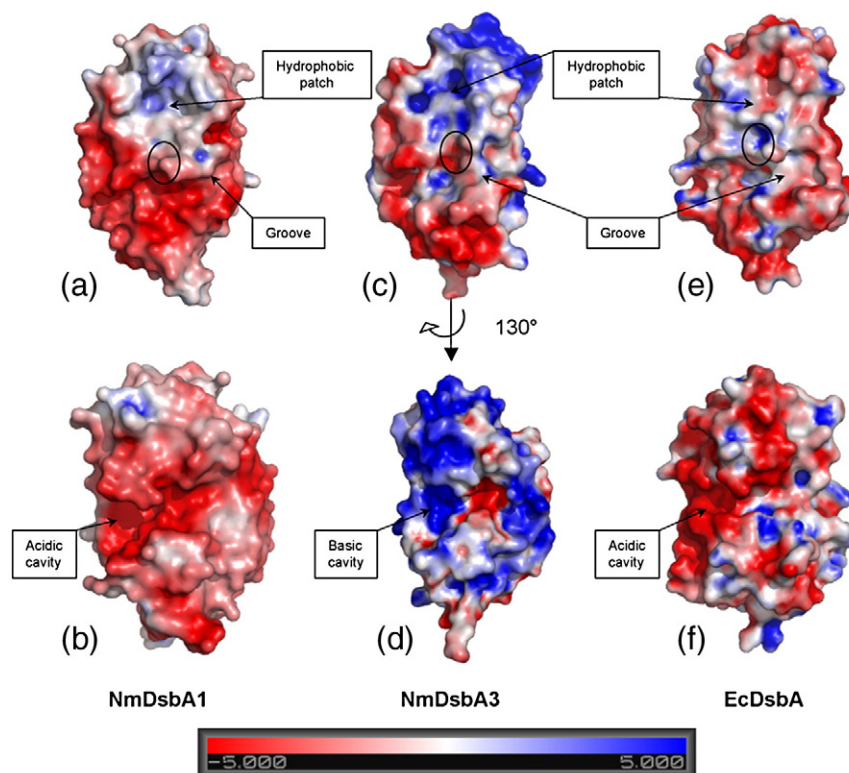 Hydrophobic
patch
Hydrophobic
patch
Groove
Groove
(a)
(c)
(e)
130°
Acidic
cavity
Basic
cavity
Acidic
cavity
(b)
(d)
(f)
NmDsbA1
NmDsbA3
EcDsbA
-5.000
5.000